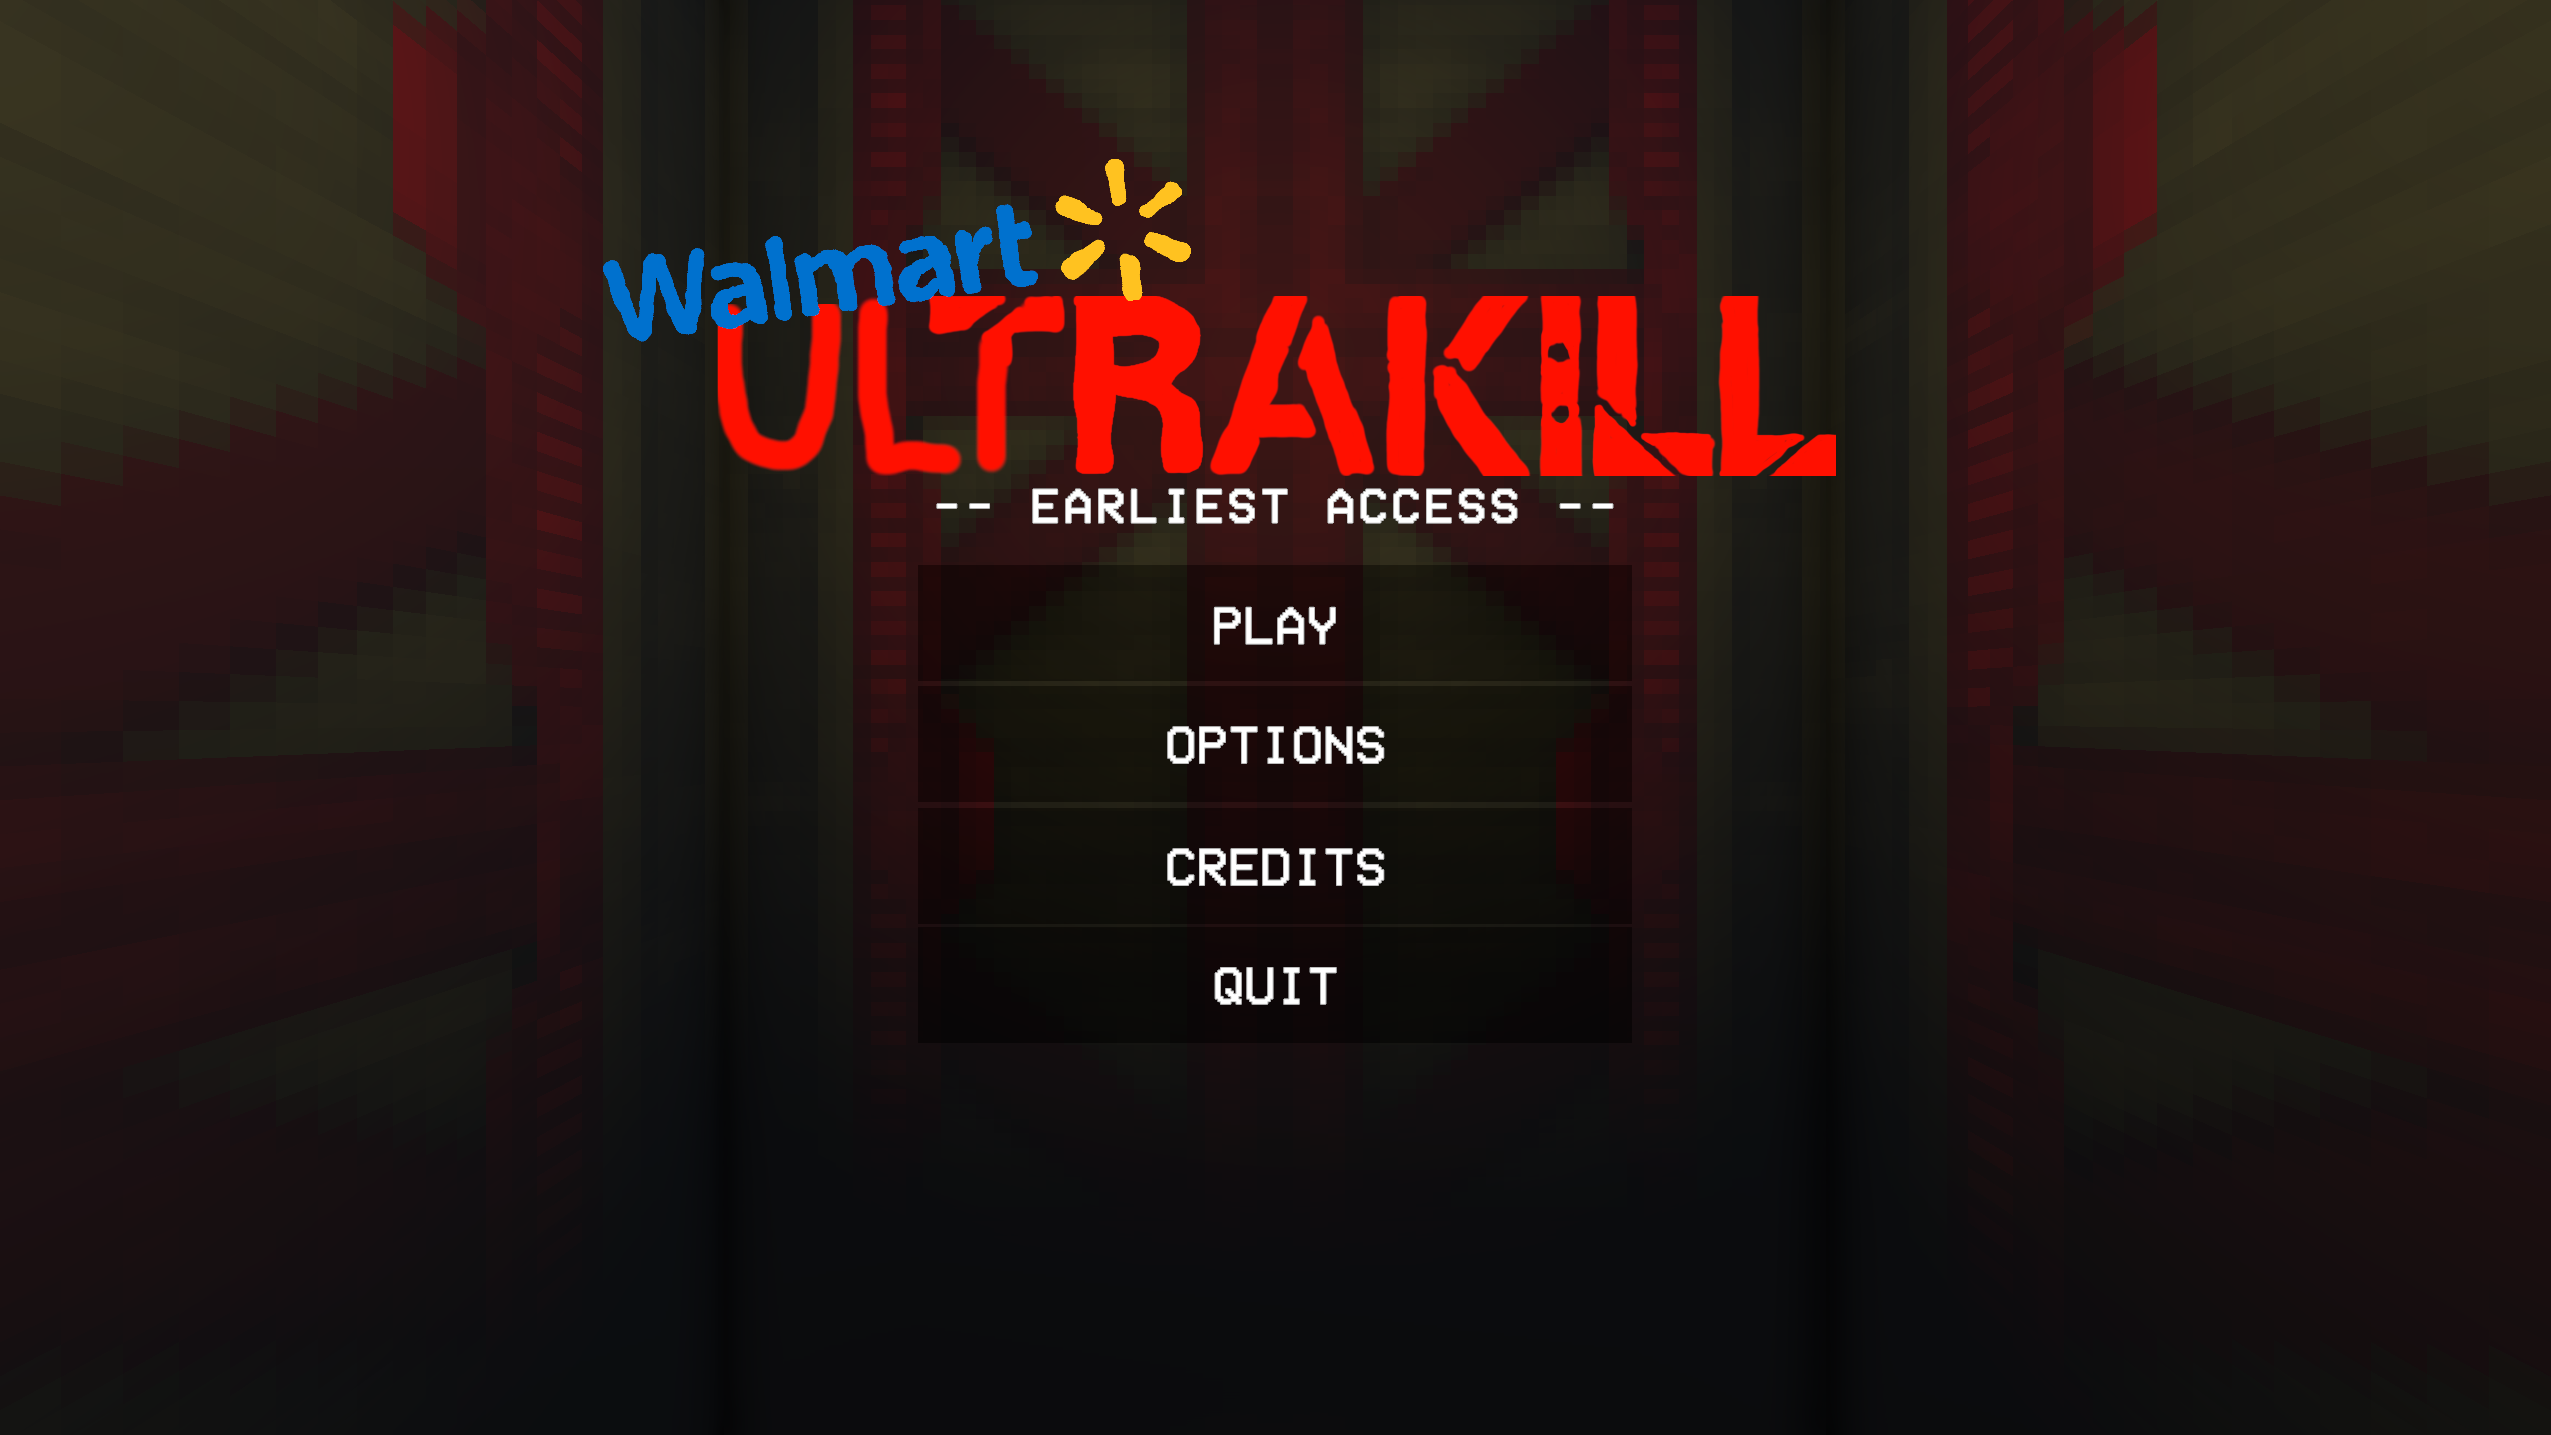 Walmart
ULTRAKILL
-- EARLIEST ACCESS --
PLAY
OPTIONS
CREDITS
QUIT